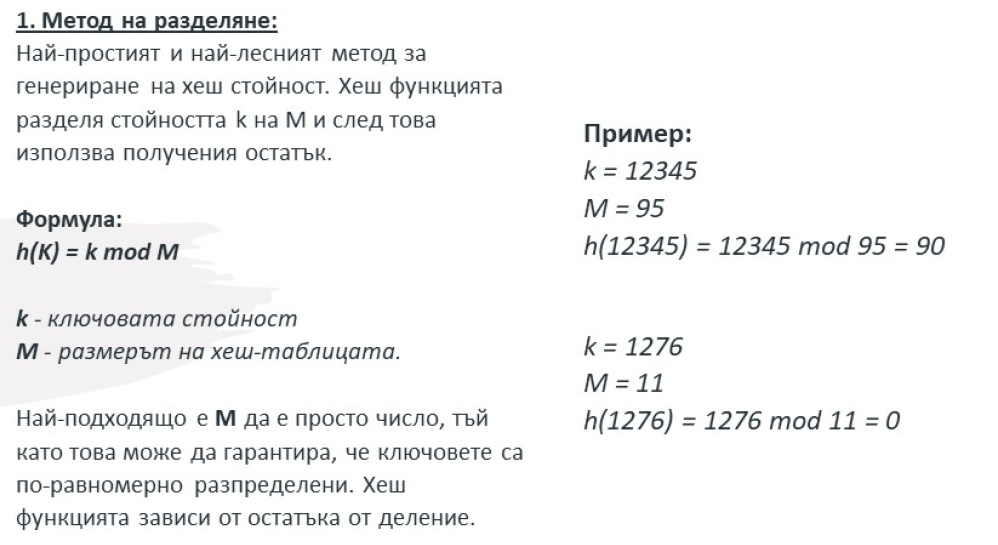 1. Метод на разделяне:
Най-простият и най-лесният метод за
генериране на хеш стойност. Хеш функцията
разделя стойността k на M и след това
използва получения остатък.
Формула:
h(K) = k mod M
k - ключовата стойност
M - размерът на хеш-таблицата.
Най-подходящо е M да е просто число, тъй
като това може да гарантира, че ключовете са
по-равномерно разпределени. Хеш
функцията зависи от остатъка от деление.
Пример:
k = 12345
M = 95
h(12345) = 12345 mod 95 = 90
k = 1276
M = 11
h(1276) = 1276 mod 11 = 0